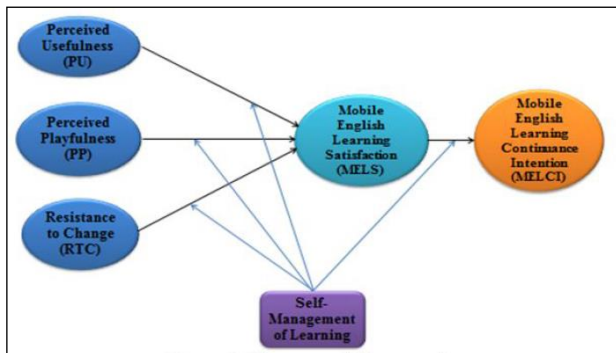 Perceived
Usefulness
(PU)
Perceived
Playfulness
(PP)
Resistance
to Change
(RTC)
Mobile
English
Learning
Satisfaction
(MELS)
Mobile
English
Learning
Continuance
Intention
(MELCI)
Self-
Management
of Learning